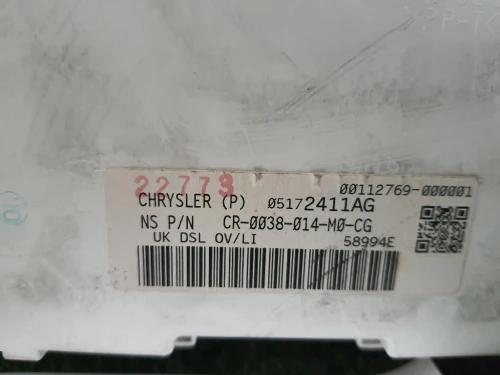 22773
00112769-000001
CHRYSLER (P) 05172411AG
NS P/N CR-0038-014-M0-CG
UK DSL OV/LI 58994E